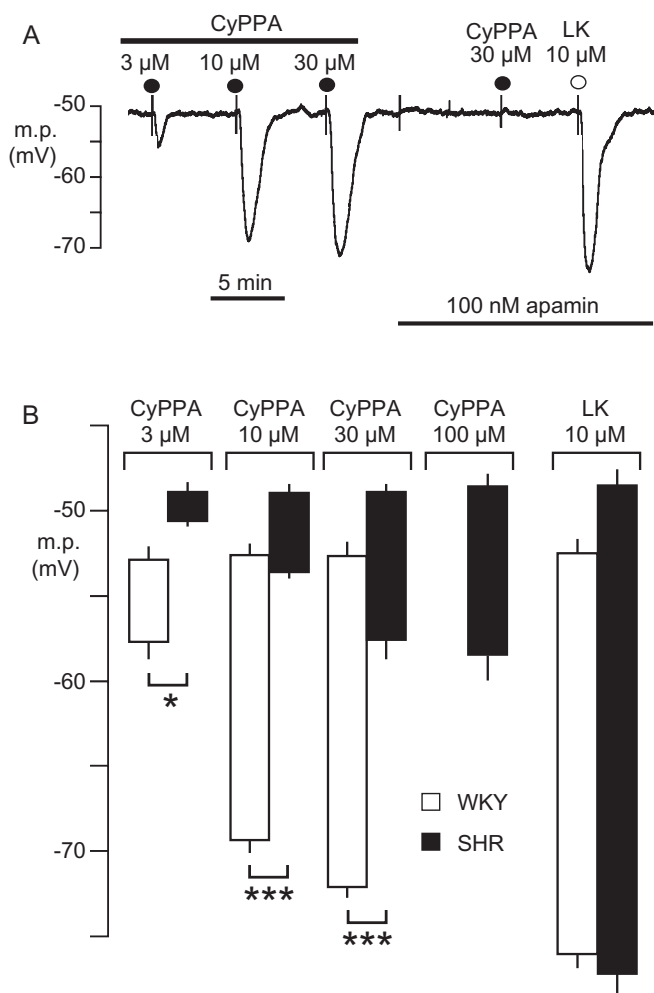 A
CyPPA
3 µM
10 µM
30 µM
CyPPA
30 µM
LK
10 µM
-50
m.p.
(mV)
-60
-70
5 min
100 nM apamin
B
CyPPA
3 µM
CyPPA
10 µM
CyPPA
30 µM
CyPPA
100 µM
LK
10 µM
-50
m.p.
(mV)
-60
-70
*
***
***
WKY
SHR